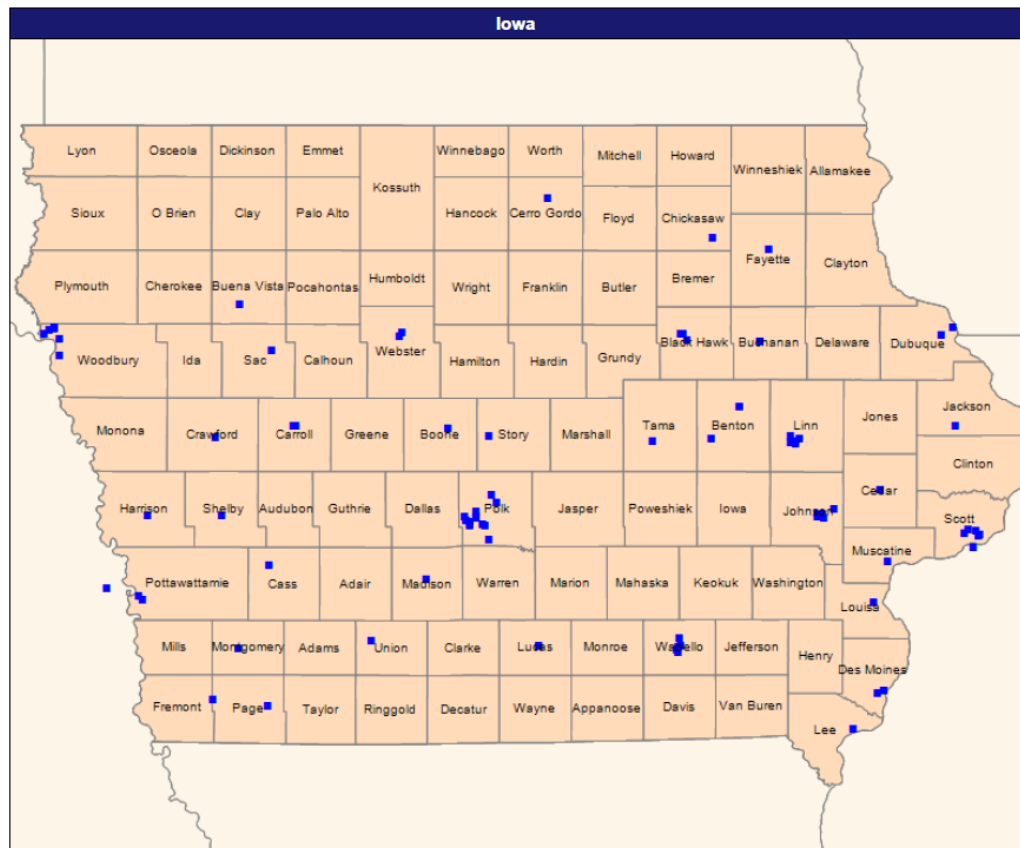 Iowa
Lyon Osceola Dickinson Emmet Winnebago Worth Mitchell Howard
Winneshiek Allamakee
Kossuth
Sioux O Brien Clay Palo Alto Hancock Cerro Gordo Floyd Chickasaw
Fayette Clayton
Plymouth Cherokee Buena Vista Pocahontas Humboldt Wright Franklin Butler Bremer
Woodbury Ida Sac Calhoun Webster Hamilton Hardin Grundy Black Hawk Buchanan Delaware Dubuque
Monona Crawford Carroll Greene Boone Story Marshall Tama Benton Linn Jones Jackson
Clinton
Harrison Shelby Audubon Guthrie Dallas Polk Jasper Poweshiek Iowa Johnson Cedar Scott
Muscatine
Pottawattamie Cass Adair Madison Warren Marion Mahaska Keokuk Washington
Louisa
Mills Montgomery Adams Union Clarke Lucas Monroe Wapello Jefferson Henry
Des Moines
Fremont Page Taylor Ringgold Decatur Wayne Appanoose Davis Van Buren
Lee